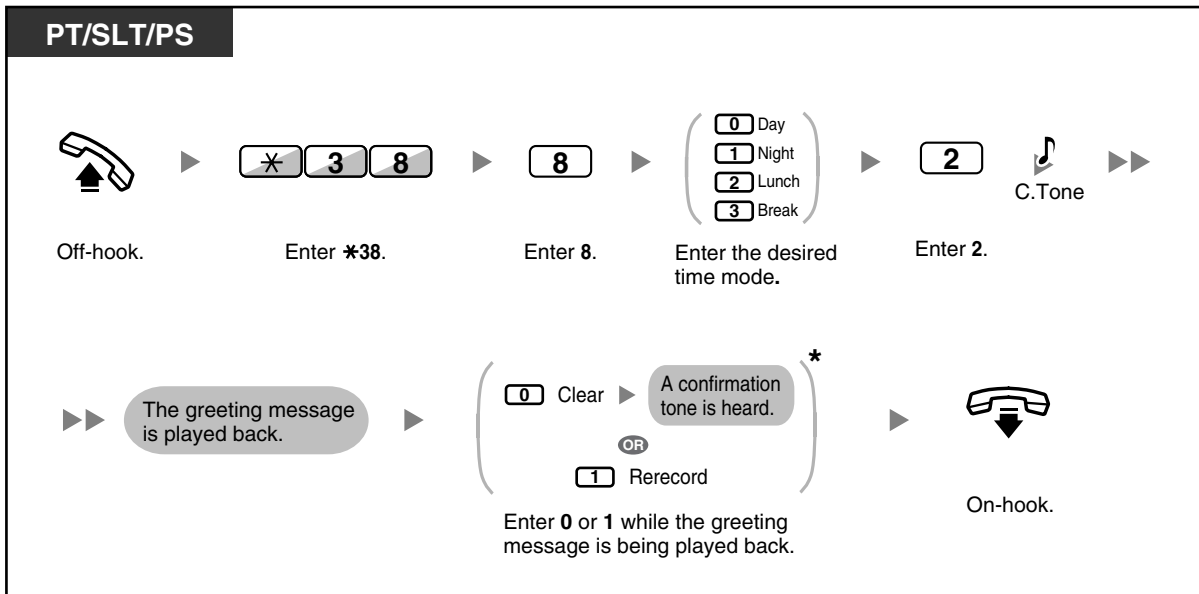 PT/SLT/PS
✳ 3 8
8
0 Day
1 Night
2 Lunch
3 Break
2
C.Tone
Off-hook.
Enter ✳38.
Enter 8.
Enter the desired
time mode.
Enter 2.
The greeting message
is played back.
0 Clear
A confirmation
tone is heard.
*
OR
1 Rerecord
Enter 0 or 1 while the greeting
message is being played back.
On-hook.